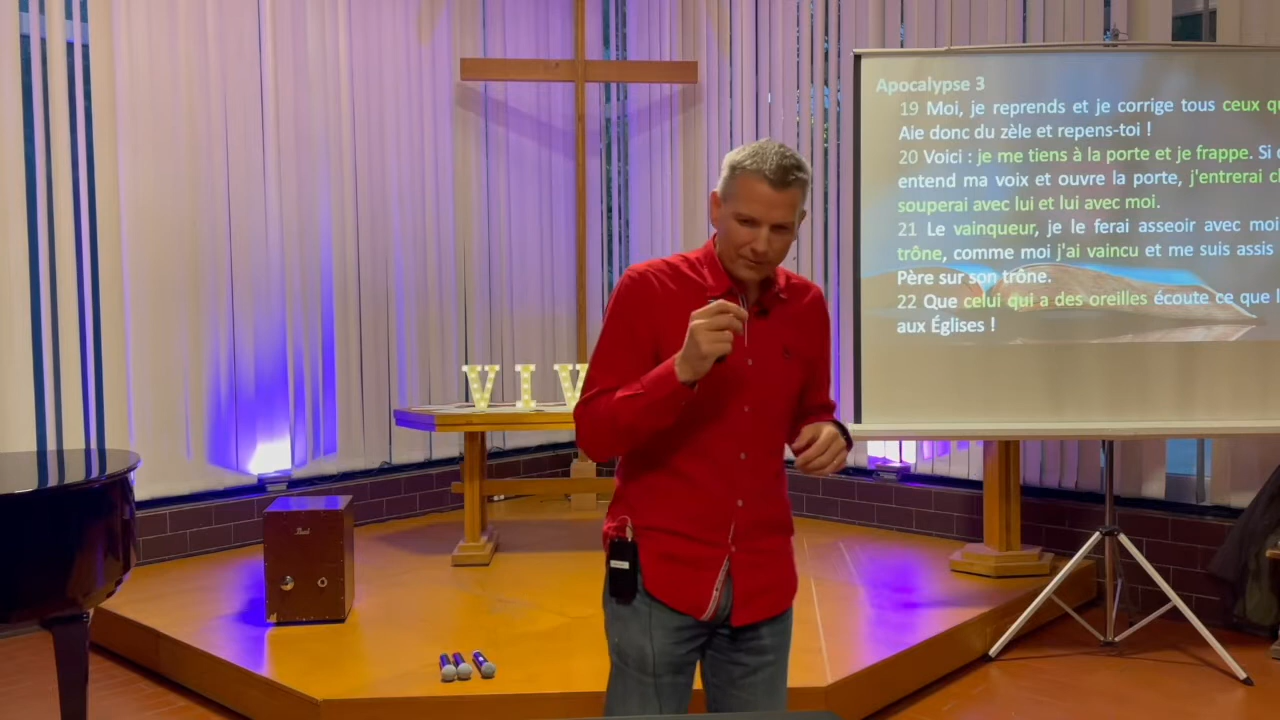 Apocalypse 3
19 Moi, je reprends et je corrige tous ceux
Aie donc du zèle et repens-toi !
20 Voici : je me tiens à la porte et je frappe. Si
entend ma voix et ouvre la porte, j'entrerai
souperai avec lui et lui avec moi.
21 Le vainqueur, je le ferai asseoir avec moi
trône, comme moi j'ai vaincu et me suis assis
Père sur son trône.
22 Que celui qui a des oreilles écoute ce que
aux Églises !
VIV
Pearl